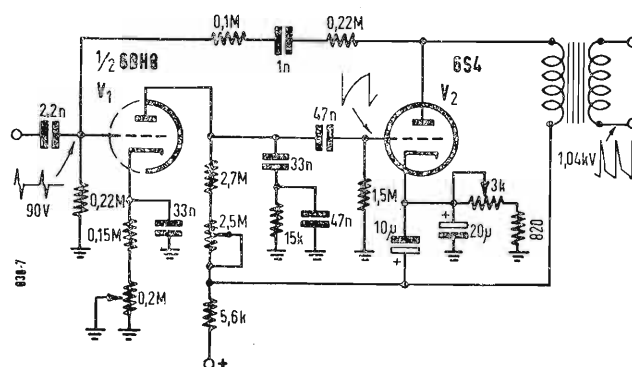 0,1M
1n
0,22M
½ 6BH8
V₁
6S4
V₂
2,2n
47n
1,04kV
90V
0,22M
33n
2,7M
33n
1,5M
3k
0,15M
2,5M
15k
47n
10µ
+
+
20µ
820
0,2M
5,6k
+
838-7